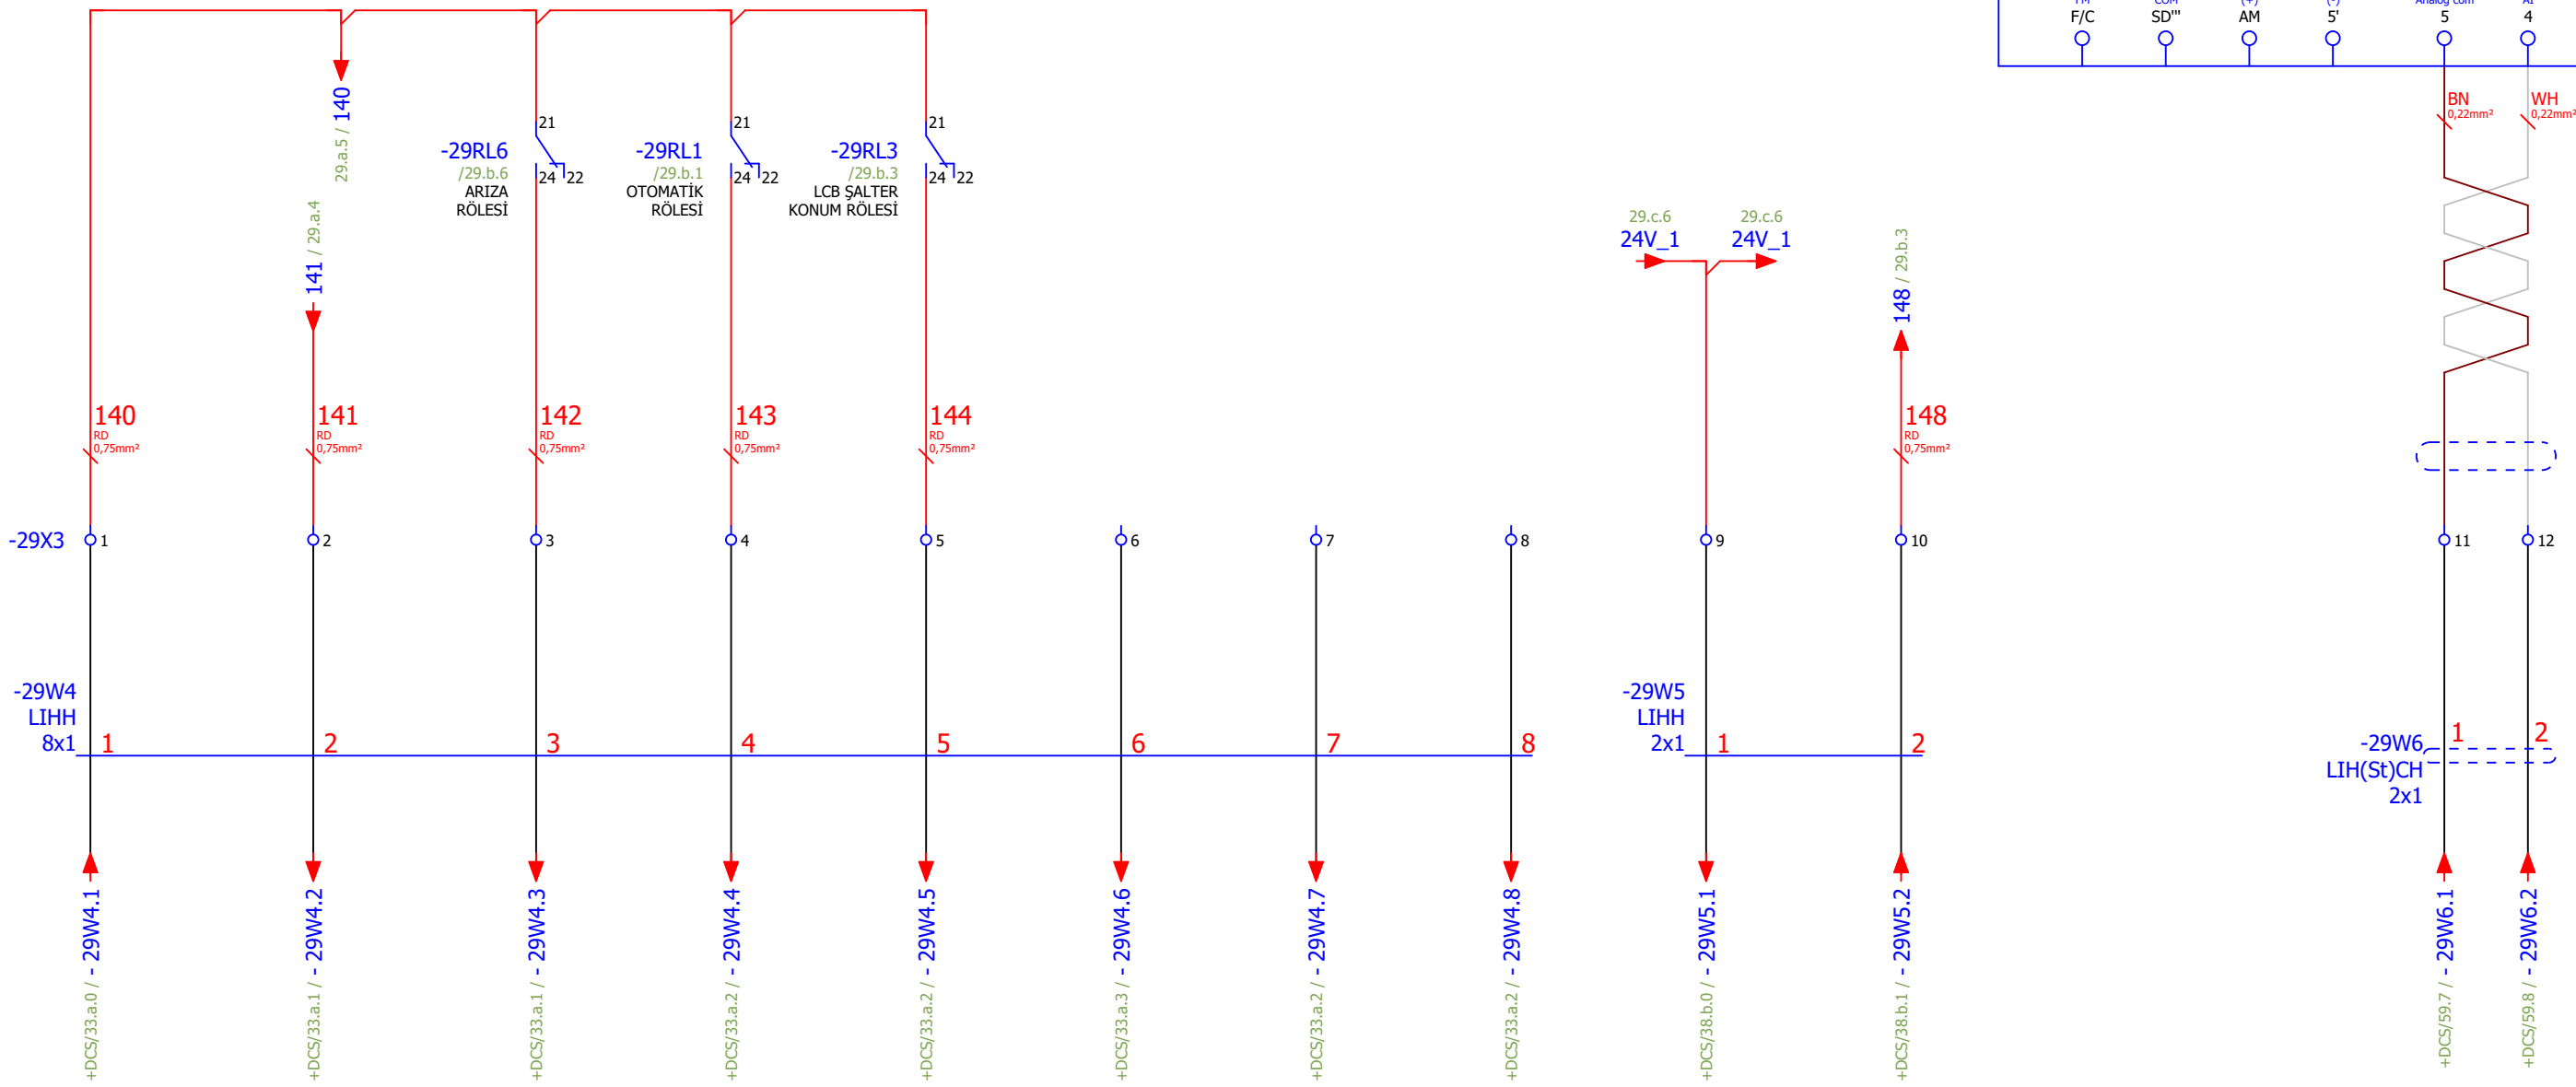 FM COM (+) (-) Analog com AI
F/C SD''' AM 5' 5 4
BN
0,22mm²
WH
0,22mm²
29.a.5 / 140
141 / 29.a.4
21
-29RL6
/29.b.6
24 22
ARIZA
RÖLESİ
21
-29RL1
/29.b.1
24 22
OTOMATİK
RÖLESİ
21
-29RL3
/29.b.3
24 22
LCB ŞALTER
KONUM RÖLESİ
29.c.6 29.c.6
24V_1 24V_1
148 / 29.b.3
140
RD
0,75mm²
141
RD
0,75mm²
142
RD
0,75mm²
143
RD
0,75mm²
144
RD
0,75mm²
148
RD
0,75mm²
-29X3 1 2 3 4 5 6 7 8 9 10 11 12
-29W4
LIHH
8x1 1 2 3 4 5 6 7 8
-29W5
LIHH
2x1 1 2
-29W6 1 2
LIH(St)CH
2x1
+DCS/33.a.0 / - 29W4.1
+DCS/33.a.1 / - 29W4.2
+DCS/33.a.1 / - 29W4.3
+DCS/33.a.2 / - 29W4.4
+DCS/33.a.2 / - 29W4.5
+DCS/33.a.3 / - 29W4.6
+DCS/33.a.2 / - 29W4.7
+DCS/33.a.2 / - 29W4.8
+DCS/38.b.0 / - 29W5.1
+DCS/38.b.1 / - 29W5.2
+DCS/59.7 / - 29W6.1
+DCS/59.8 / - 29W6.2